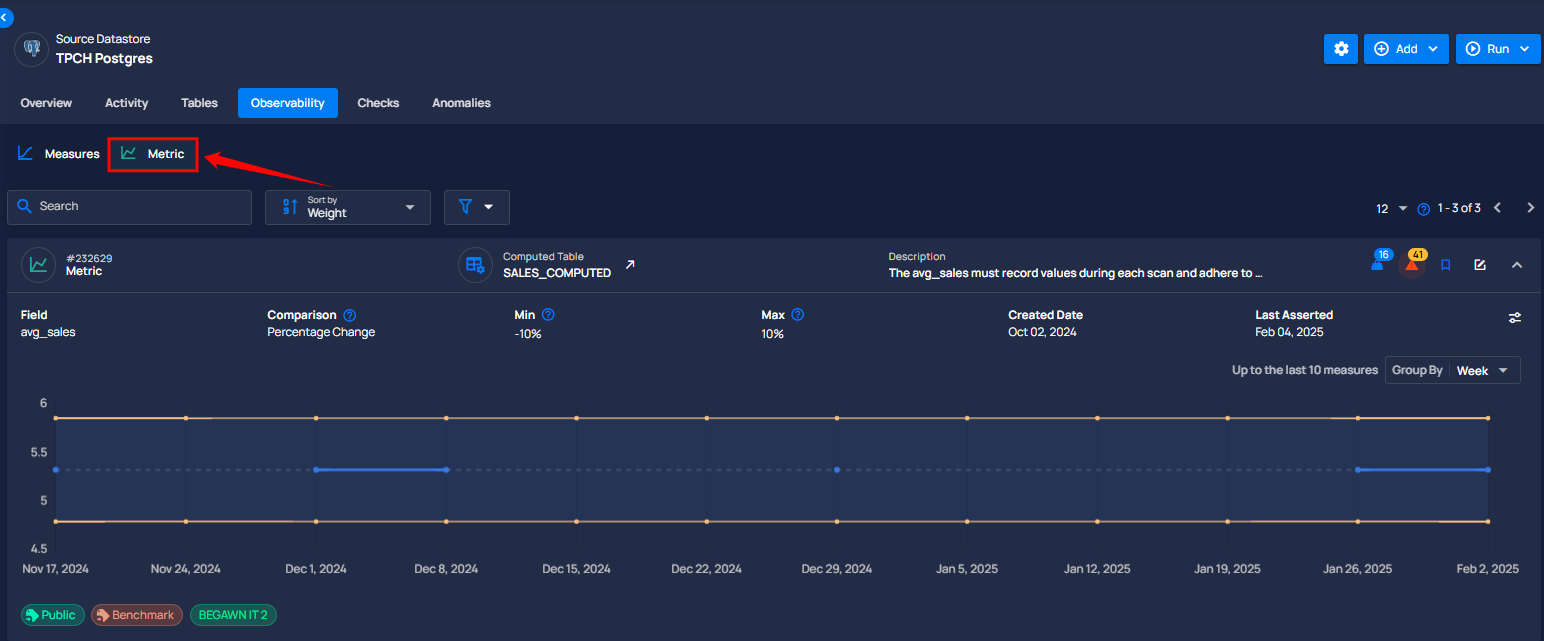 Source Datastore
TPCH Postgres
Add
Run
Overview Activity Tables Observability Checks Anomalies
Measures Metric
Search
Sort by
Weight
12 1 - 3 of 3
#232629
Metric
Computed Table
SALES_COMPUTED
Description
The avg_sales must record values during each scan and adhere to ...
16
41
Field
avg_sales
Comparison
Percentage Change
Min
-10%
Max
10%
Created Date
Oct 02, 2024
Last Asserted
Feb 04, 2025
Up to the last 10 measures Group By Week
6
5.5
5
4.5
Nov 17, 2024 Nov 24, 2024 Dec 1, 2024 Dec 8, 2024 Dec 15, 2024 Dec 22, 2024 Dec 29, 2024 Jan 5, 2025 Jan 12, 2025 Jan 19, 2025 Jan 26, 2025 Feb 2, 2025
Public Benchmark BEGAWN IT 2